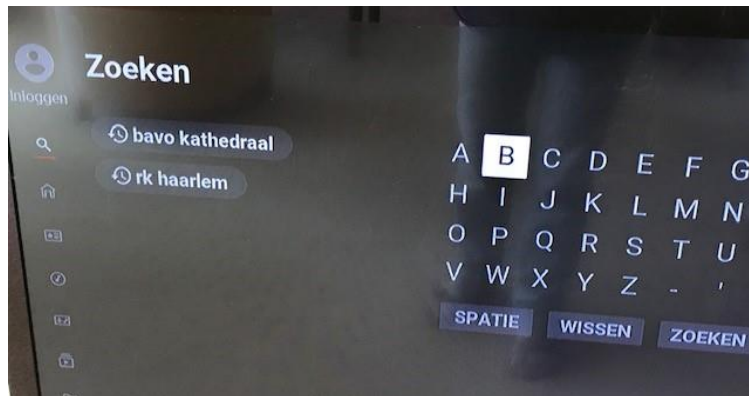 Zoeken
Inloggen
bavo kathedraal
rk haarlem
A B C D E F G
H I J K L M N
O P Q R S T U
V W X Y Z - '
SPATIE WISSEN ZOEKEN